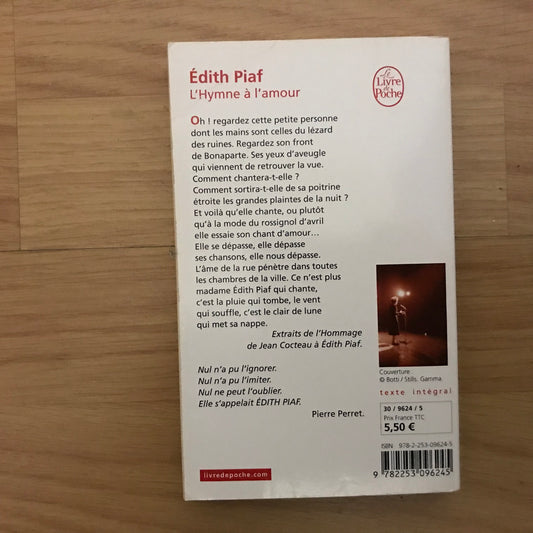 Édith Piaf
L'Hymne à l'amour
Le
Livre
de
Poche
Oh ! regardez cette petite personne
dont les mains sont celles du lézard
des ruines. Regardez son front
de Bonaparte. Ses yeux d'aveugle
qui viennent de retrouver la vue.
Comment chantera-t-elle ?
Comment sortira-t-elle de sa poitrine
étroite les grandes plaintes de la nuit ?
Et voilà qu'elle chante, ou plutôt
qu'à la mode du rossignol d'avril
elle essaie son chant d'amour...
Elle se dépasse, elle dépasse
ses chansons, elle nous dépasse.
L'âme de la rue pénètre dans toutes
les chambres de la ville. Ce n'est plus
madame Édith Piaf qui chante,
c'est la pluie qui tombe, le vent
qui souffle, c'est le clair de lune
qui met sa nappe.
Extraits de l'Hommage
de Jean Cocteau à Édith Piaf.
Nul n'a pu l'ignorer.
Nul n'a pu l'imiter.
Nul ne peut l'oublier.
Elle s'appelait ÉDITH PIAF.
Pierre Perret.
Couverture :
© Botti / Stills. Gamma.
texte intégral
30 / 9624 / 5
Prix France TTC
5,50 €
ISBN 978-2-253-09624-5
9 782253 096245
livredepoche.com